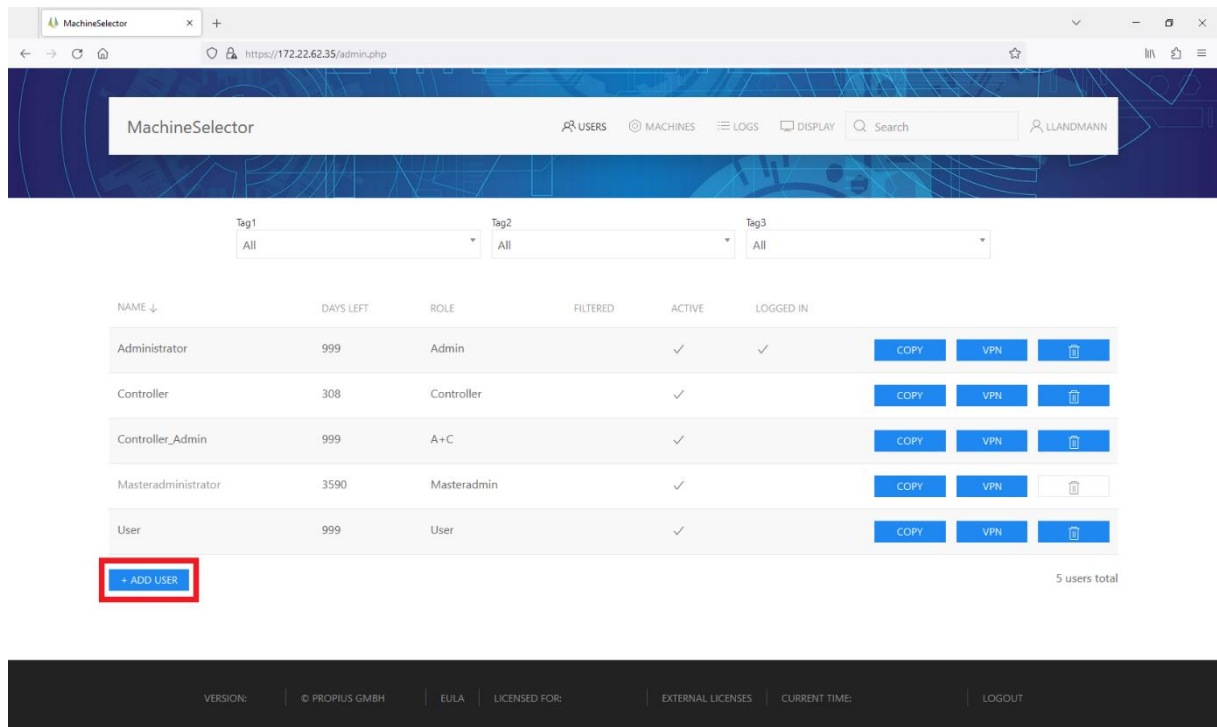 MachineSelector
https://172.22.62.35/admin.php
MachineSelector USERS MACHINES LOGS DISPLAY Search LLANDMANN
Tag1 Tag2 Tag3
All All All
NAME ↓ DAYS LEFT ROLE FILTERED ACTIVE LOGGED IN
Administrator 999 Admin ✓ ✓ COPY VPN
Controller 308 Controller ✓ COPY VPN
Controller_Admin 999 A+C ✓ COPY VPN
Masteradministrator 3590 Masteradmin ✓ COPY VPN
User 999 User ✓ COPY VPN
+ ADD USER 5 users total
VERSION: © PROPIUS GMBH EULA LICENSED FOR: EXTERNAL LICENSES CURRENT TIME: LOGOUT